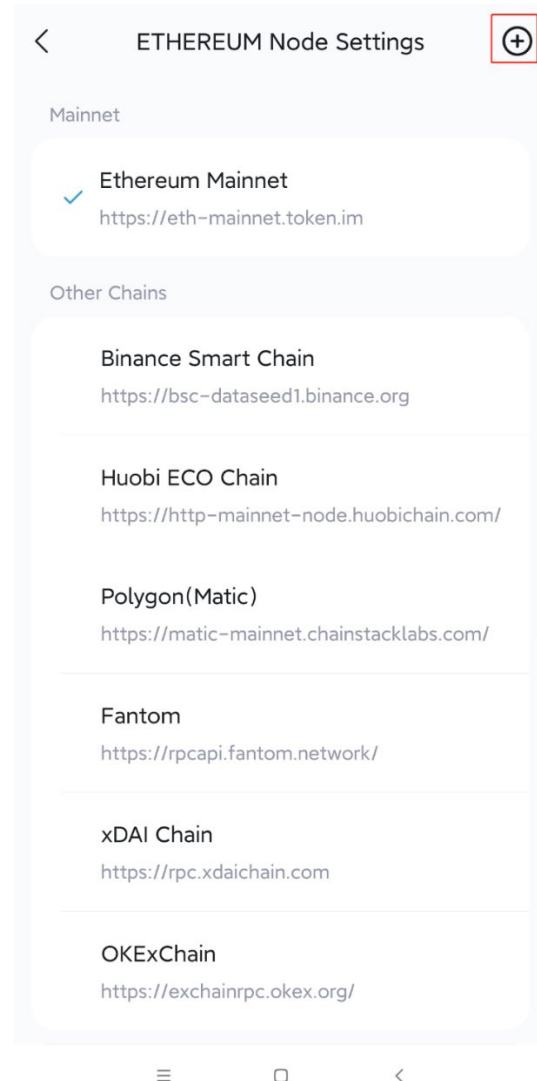 ETHEREUM Node Settings
Mainnet
Ethereum Mainnet
https://eth-mainnet.token.im
Other Chains
Binance Smart Chain
https://bsc-dataseed1.binance.org
Huobi ECO Chain
https://http-mainnet-node.huobichain.com/
Polygon(Matic)
https://matic-mainnet.chainstacklabs.com/
Fantom
https://rpcapi.fantom.network/
xDAI Chain
https://rpc.xdaichain.com
OKExChain
https://exchainrpc.okex.org/